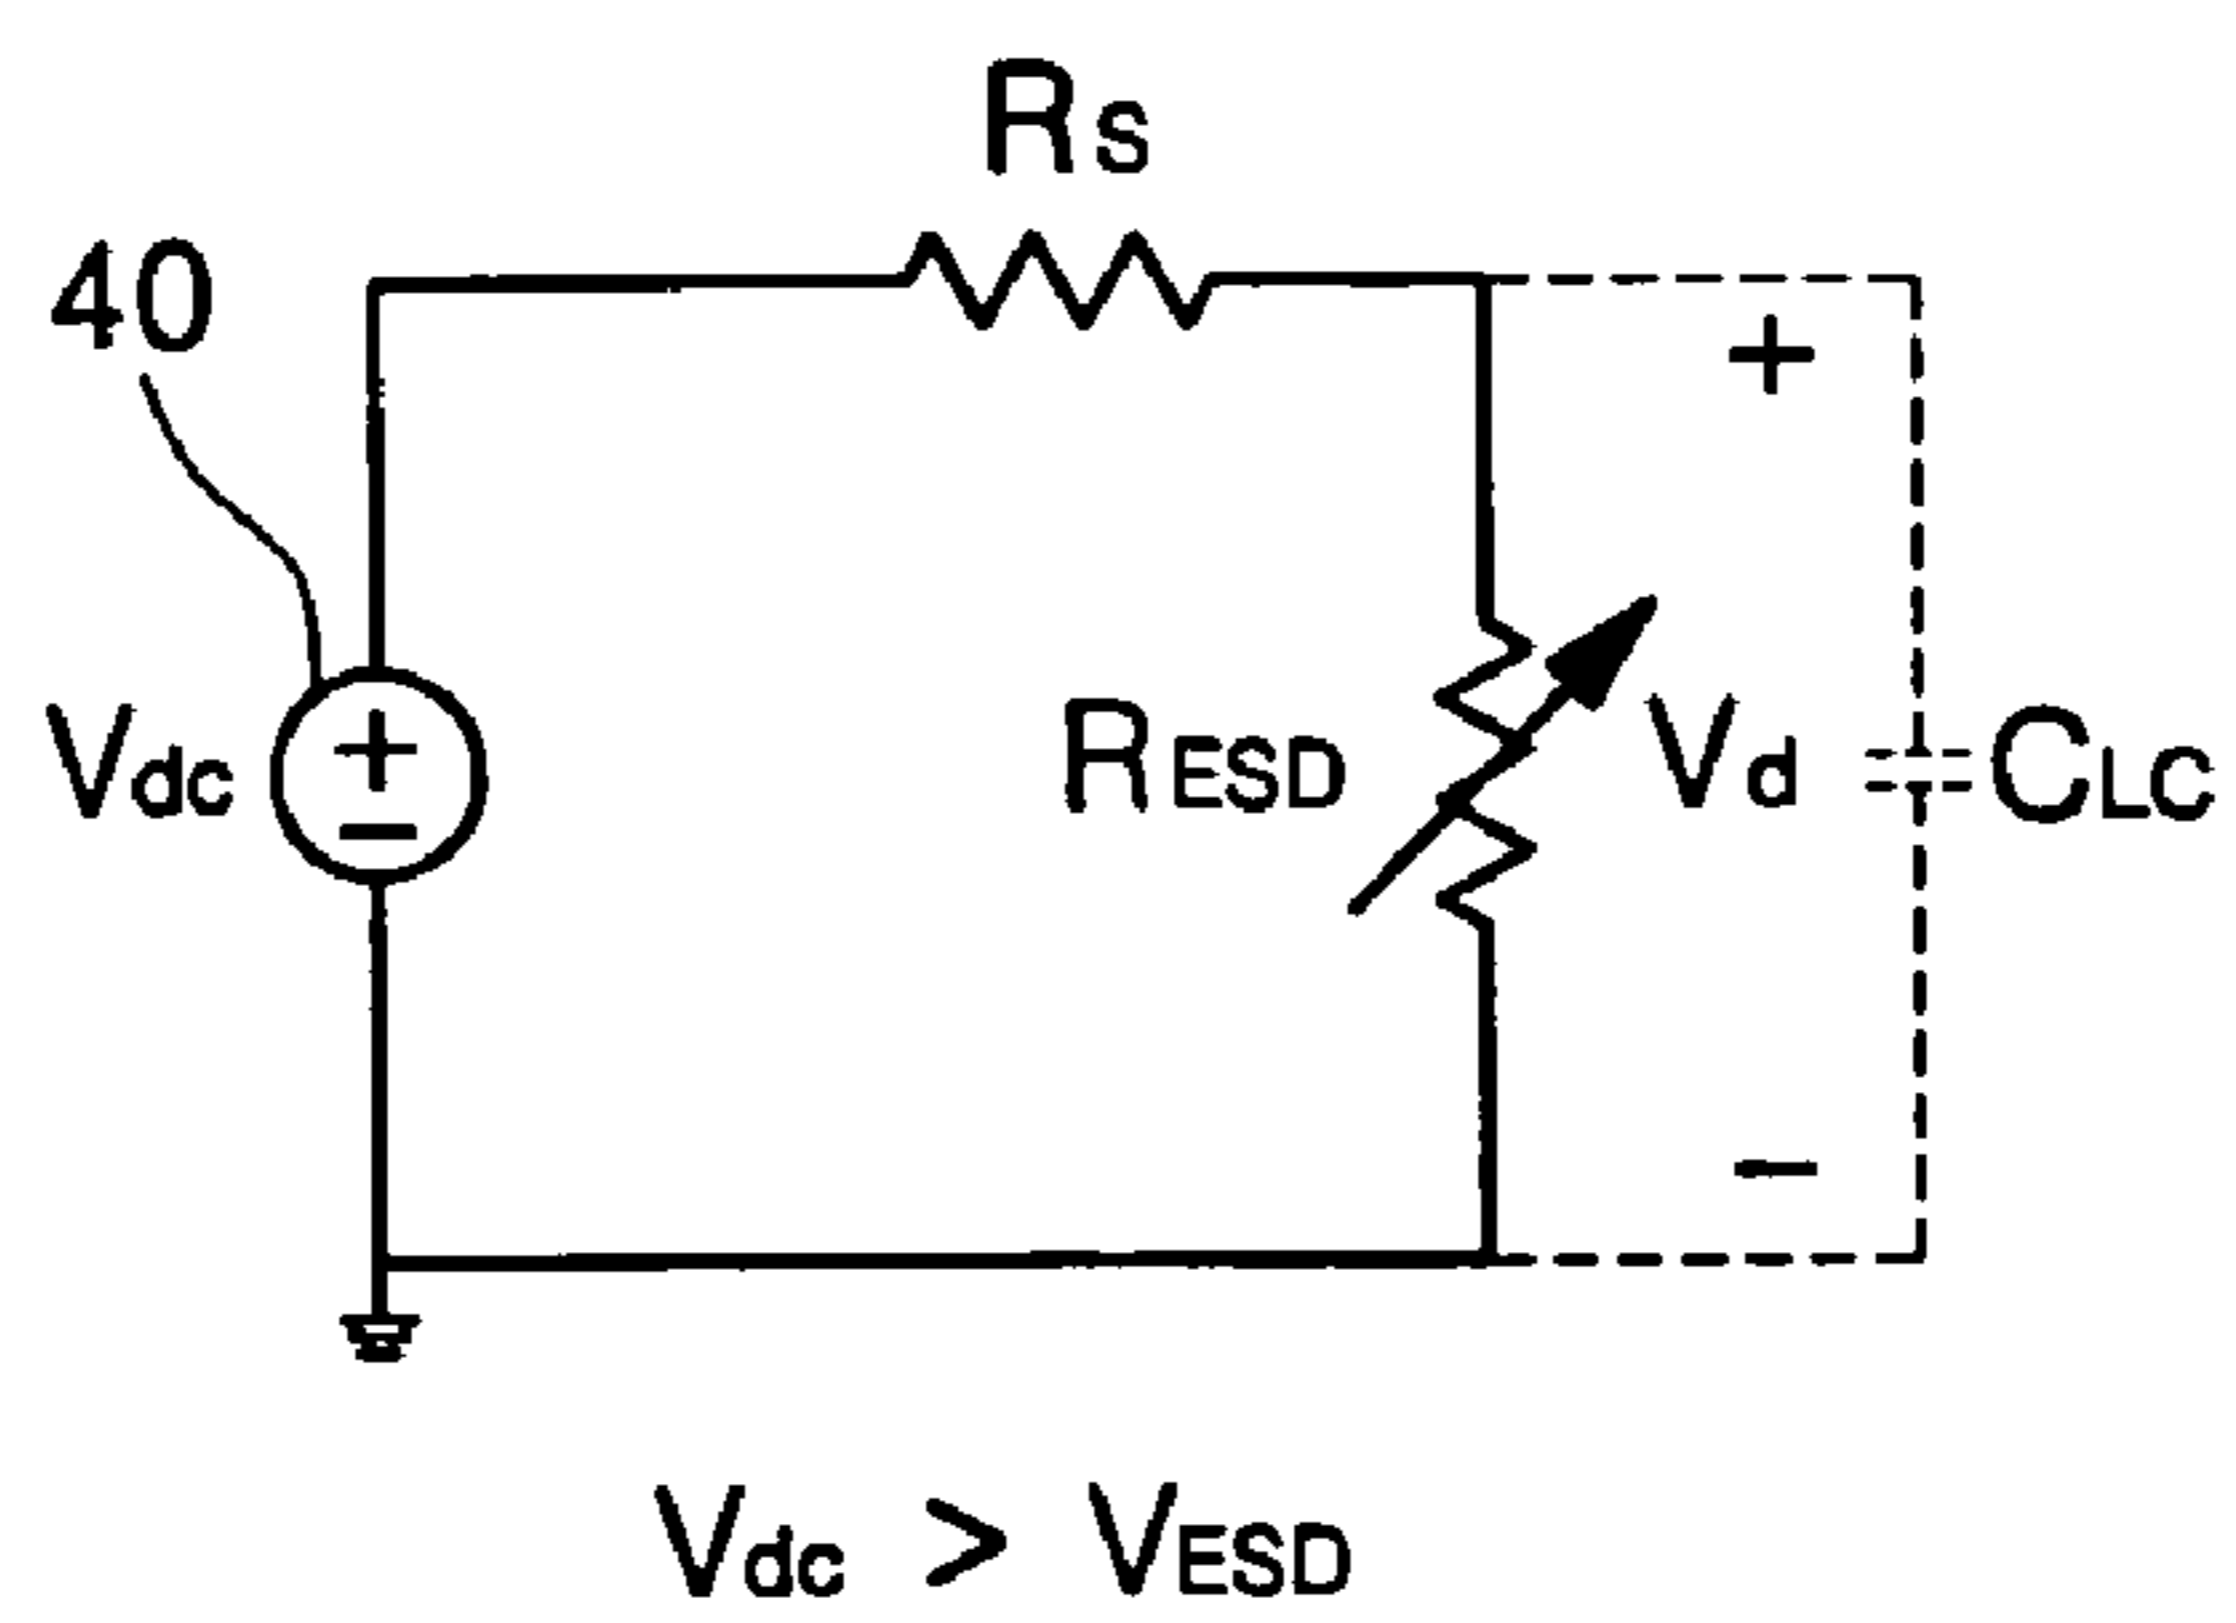 Rs
40
+
Vdc
+
−
RESD
Vd
CLC
−
Vdc > VESD